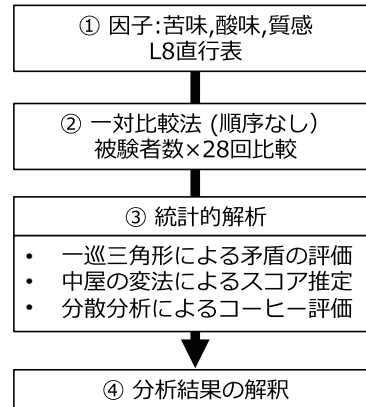 ① 因子:苦味,酸味,質感
L8直行表
② 一対比較法 (順序なし）
被験者数×28回比較
③ 統計的解析
• 一巡三角形による矛盾の評価
• 中屋の変法によるスコア推定
• 分散分析によるコーヒー評価
④ 分析結果の解釈